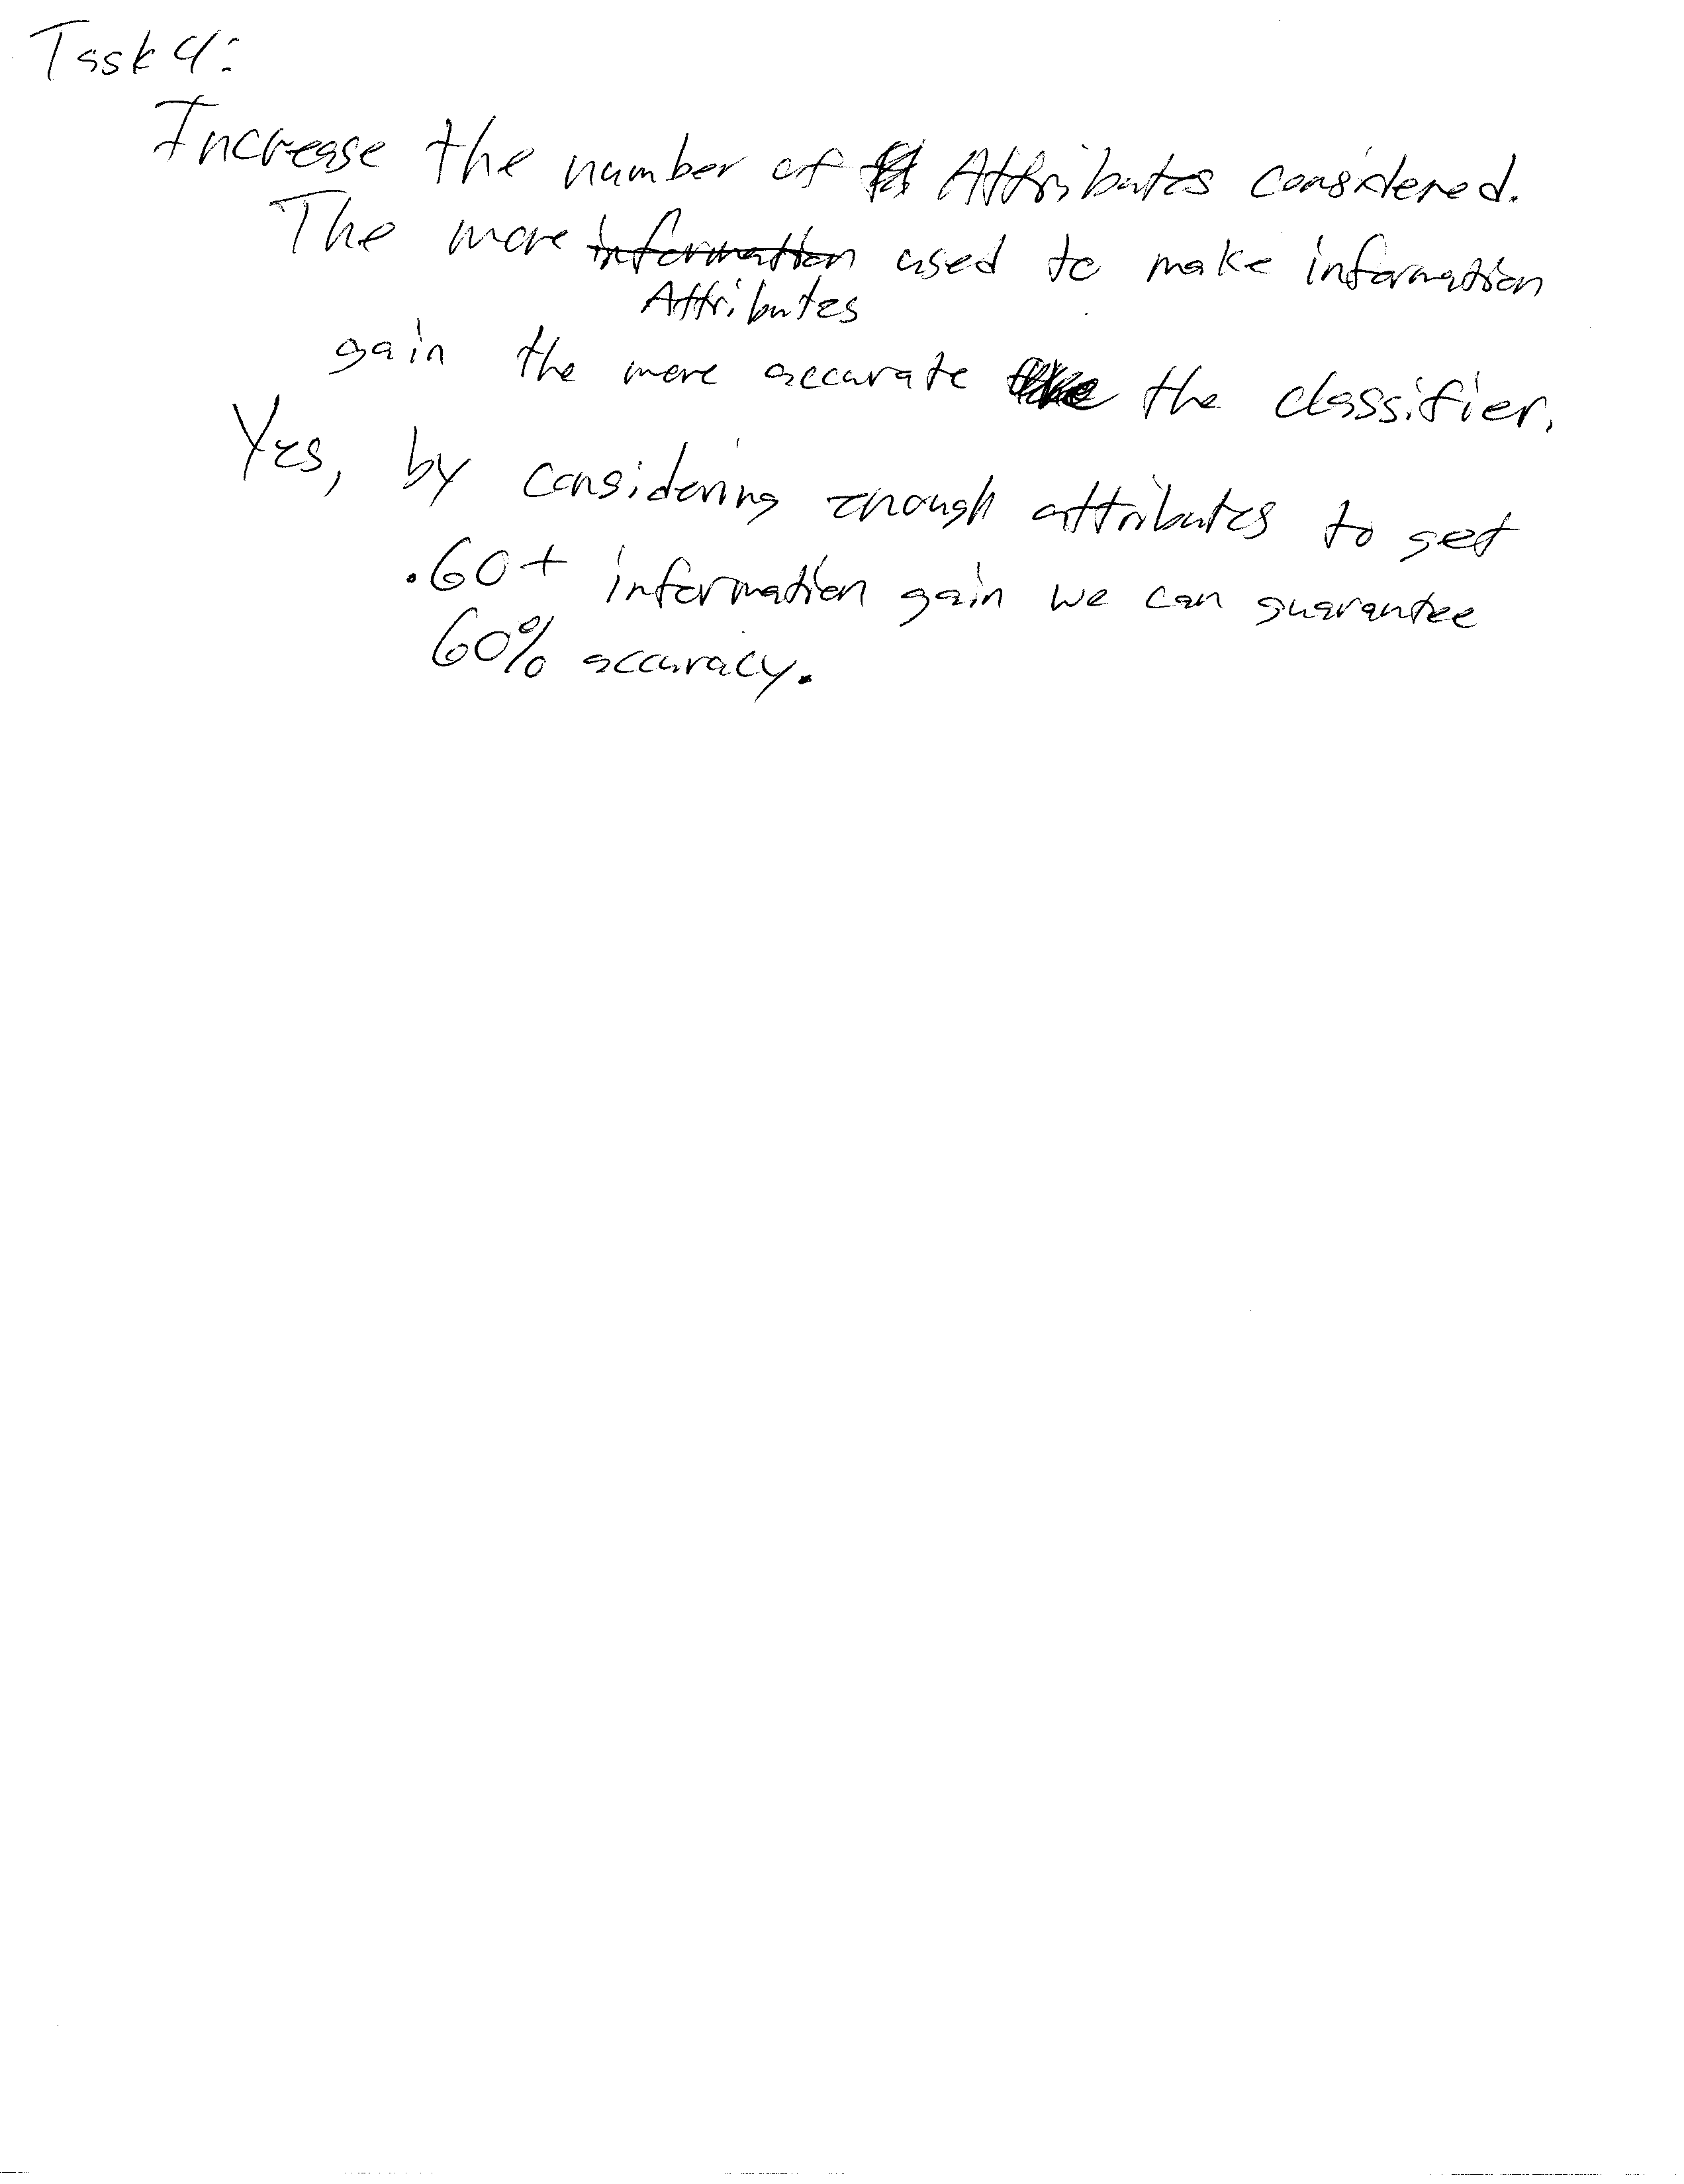 Task 4:
Increase the number of Attributes considered.
The more information used to make information
Attributes
gain the more accurate the classifier.
Yes, by considering enough attributes to get
.60+ information gain we can guarantee
60% accuracy.